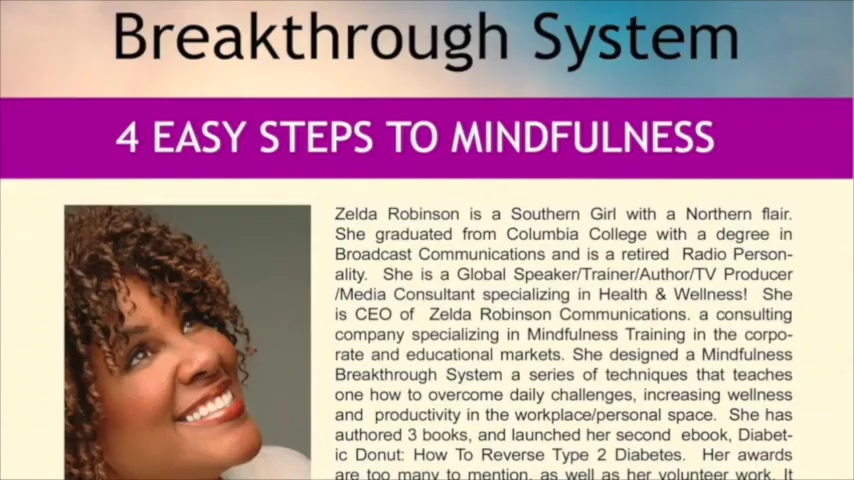 Breakthrough System
4 EASY STEPS TO MINDFULNESS
Zelda Robinson is a Southern Girl with a Northern flair.
She graduated from Columbia College with a degree in
Broadcast Communications and is a retired Radio Person-
ality. She is a Global Speaker/Trainer/Author/TV Producer
/Media Consultant specializing in Health & Wellness! She
is CEO of Zelda Robinson Communications. a consulting
company specializing in Mindfulness Training in the corpo-
rate and educational markets. She designed a Mindfulness
Breakthrough System a series of techniques that teaches
one how to overcome daily challenges, increasing wellness
and productivity in the workplace/personal space. She has
authored 3 books, and launched her second ebook, Diabet-
ic Donut: How To Reverse Type 2 Diabetes. Her awards
are too many to mention, as well as her volunteer work. It